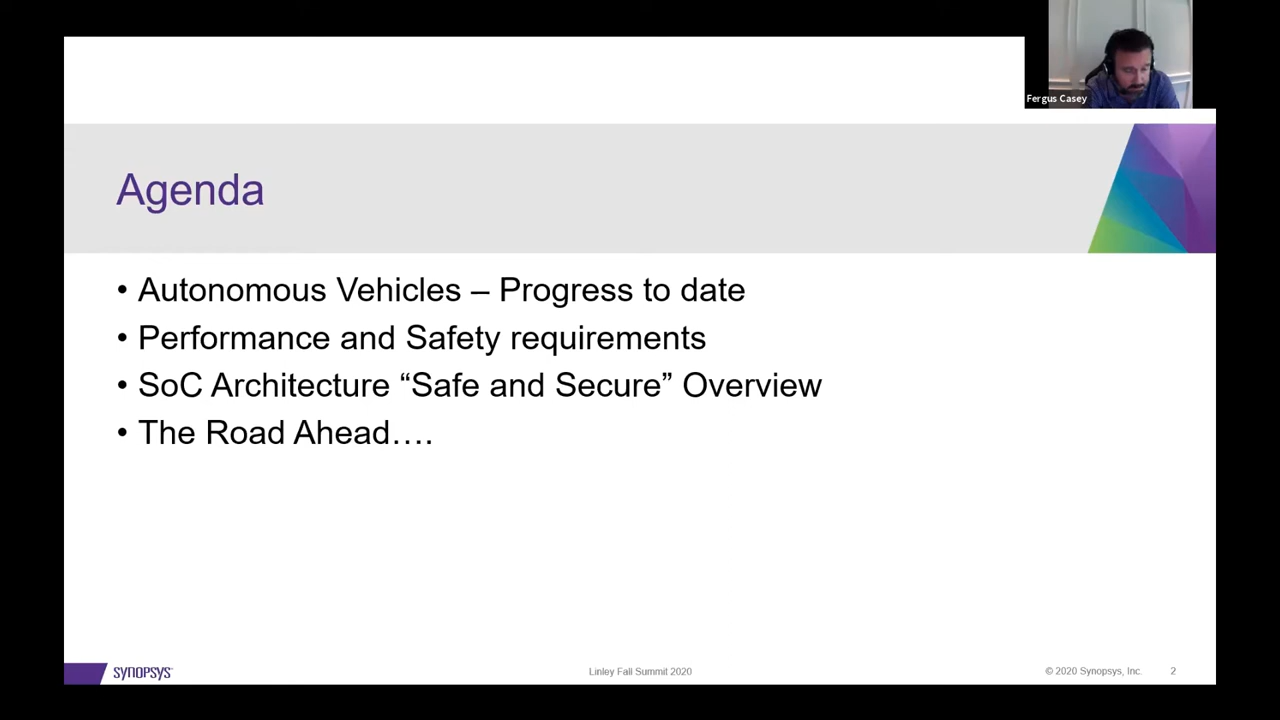 Fergus Casey
Agenda
• Autonomous Vehicles – Progress to date
• Performance and Safety requirements
• SoC Architecture “Safe and Secure” Overview
• The Road Ahead….
SYNOPSYS
Linley Fall Summit 2020
© 2020 Synopsys, Inc.
2